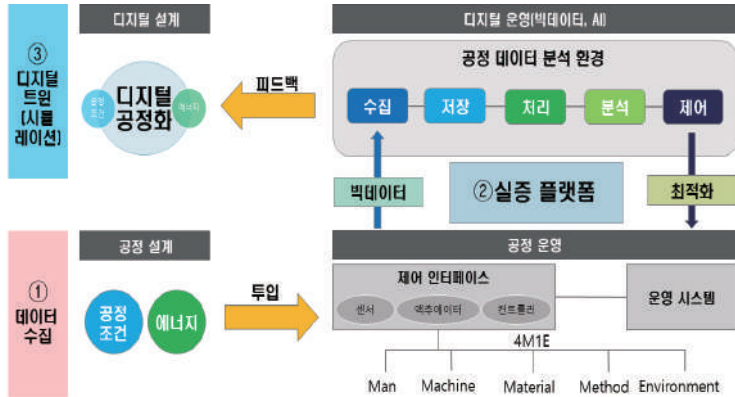 ③
디지털
트윈
(시뮬
레이션)
디지털 설계
공정
조건
디지털
공정화
에너지
피드백
디지털 운영(빅데이터, AI)
공정 데이터 분석 환경
수집
저장
처리
분석
제어
빅데이터
②실증 플랫폼
최적화
①
데이터
수집
공정 설계
공정
조건
에너지
투입
공정 운영
제어 인터페이스
센서
액추에이터
컨트롤러
운영 시스템
4M1E
Man
Machine
Material
Method
Environment